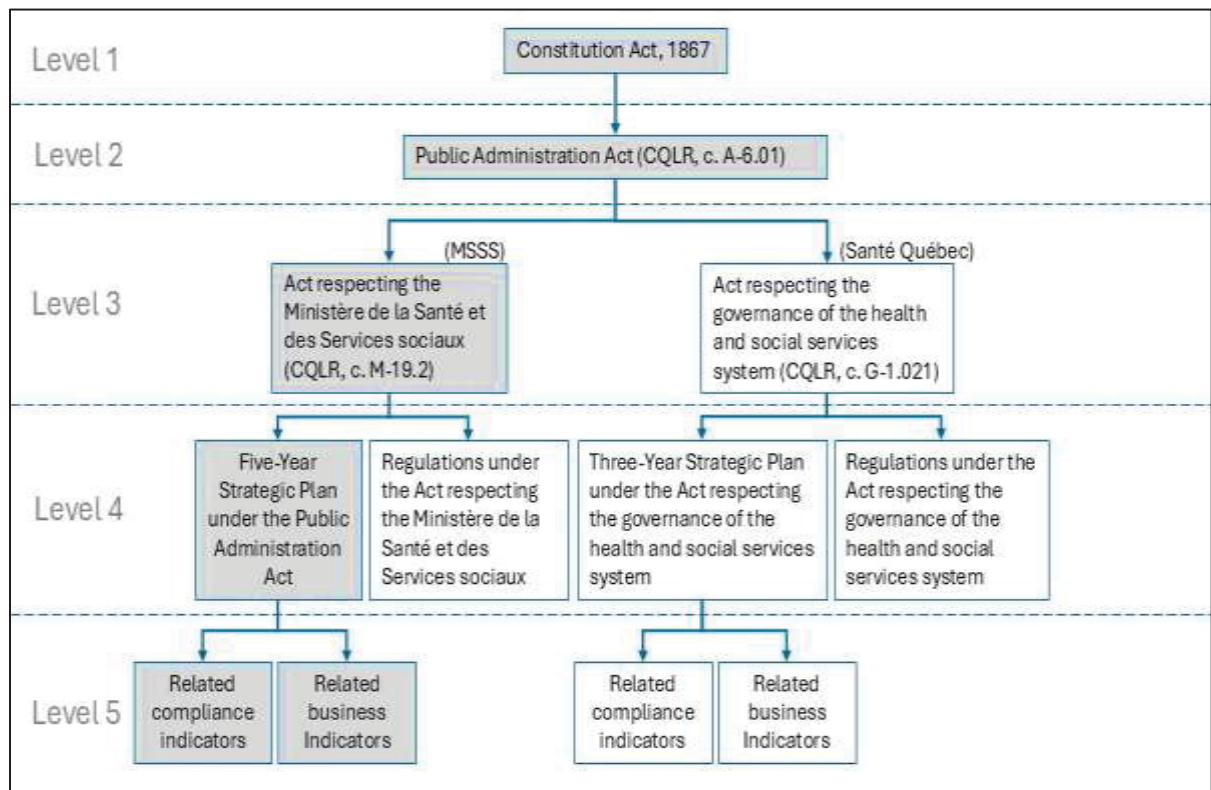 Level 1
Constitution Act, 1867
Level 2
Public Administration Act (CQLR, c. A-6.01)
Level 3
(MSSS)
Act respecting the
Ministère de la Santé et
des Services sociaux
(CQLR, c. M-19.2)
(Santé Québec)
Act respecting the
governance of the health
and social services
system (CQLR, c. G-1.021)
Level 4
Five-Year
Strategic Plan
under the Public
Administration
Act
Regulations under
the Act respecting
the Ministère de la
Santé et des
Services sociaux
Three-Year Strategic Plan
under the Act respecting
the governance of the
health and social services
system
Regulations under the
Act respecting the
governance of the
health and social
services system
Level 5
Related
compliance
indicators
Related
business
Indicators
Related
compliance
indicators
Related
business
Indicators